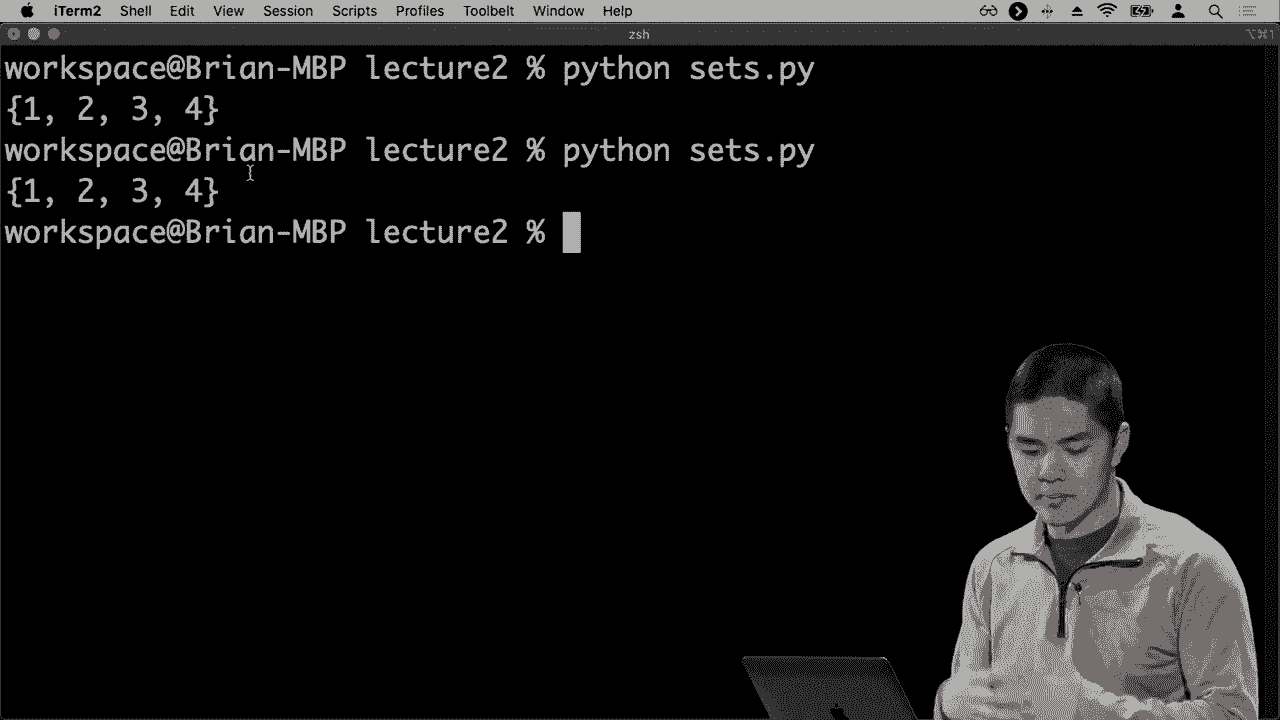 iTerm2 Shell Edit View Session Scripts Profiles Toolbelt Window Help
zsh
workspace@Brian-MBP lecture2 % python sets.py
{1, 2, 3, 4}
workspace@Brian-MBP lecture2 % python sets.py
{1, 2, 3, 4}
workspace@Brian-MBP lecture2 %